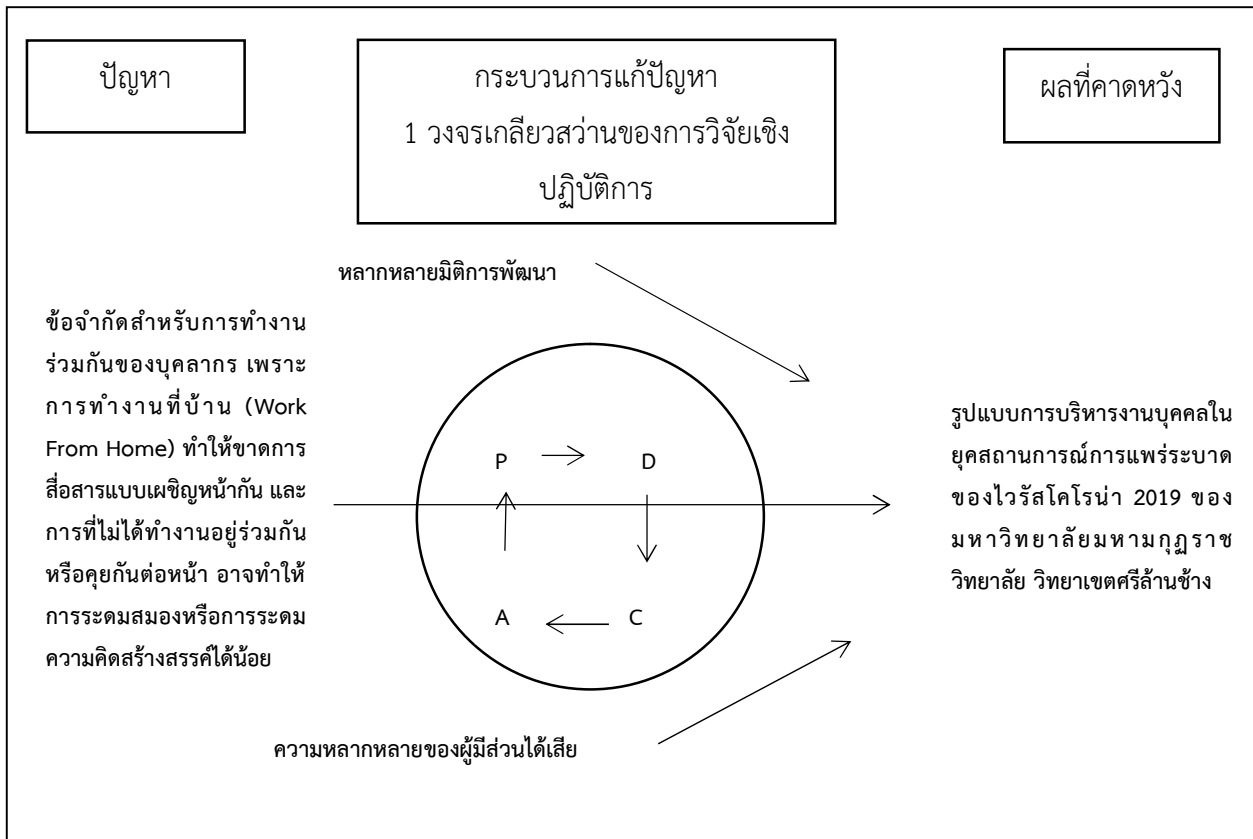 ปัญหา
กระบวนการแก้ปัญหา
1 วงจรเกลียวสว่านของการวิจัยเชิง
ปฏิบัติการ
ผลที่คาดหวัง
หลากหลายมิติการพัฒนา
ข้อจำกัดสำหรับการทำงาน
ร่วมกันของบุคลากร เพราะ
การทำงานที่บ้าน (Work
From Home) ทำให้ขาดการ
สื่อสารแบบเผชิญหน้ากัน และ
การที่ไม่ได้ทำงานอยู่ร่วมกัน
หรือคุยกันต่อหน้า อาจทำให้
การระดมสมองหรือการระดม
ความคิดสร้างสรรค์ได้น้อย
P D
A C
รูปแบบการบริหารงานบุคคลใน
ยุคสถานการณ์การแพร่ระบาด
ของไวรัสโคโรน่า 2019 ของ
มหาวิทยาลัยมหามกุฏราช
วิทยาลัย วิทยาเขตศรีล้านช้าง
ความหลากหลายของผู้มีส่วนได้เสีย